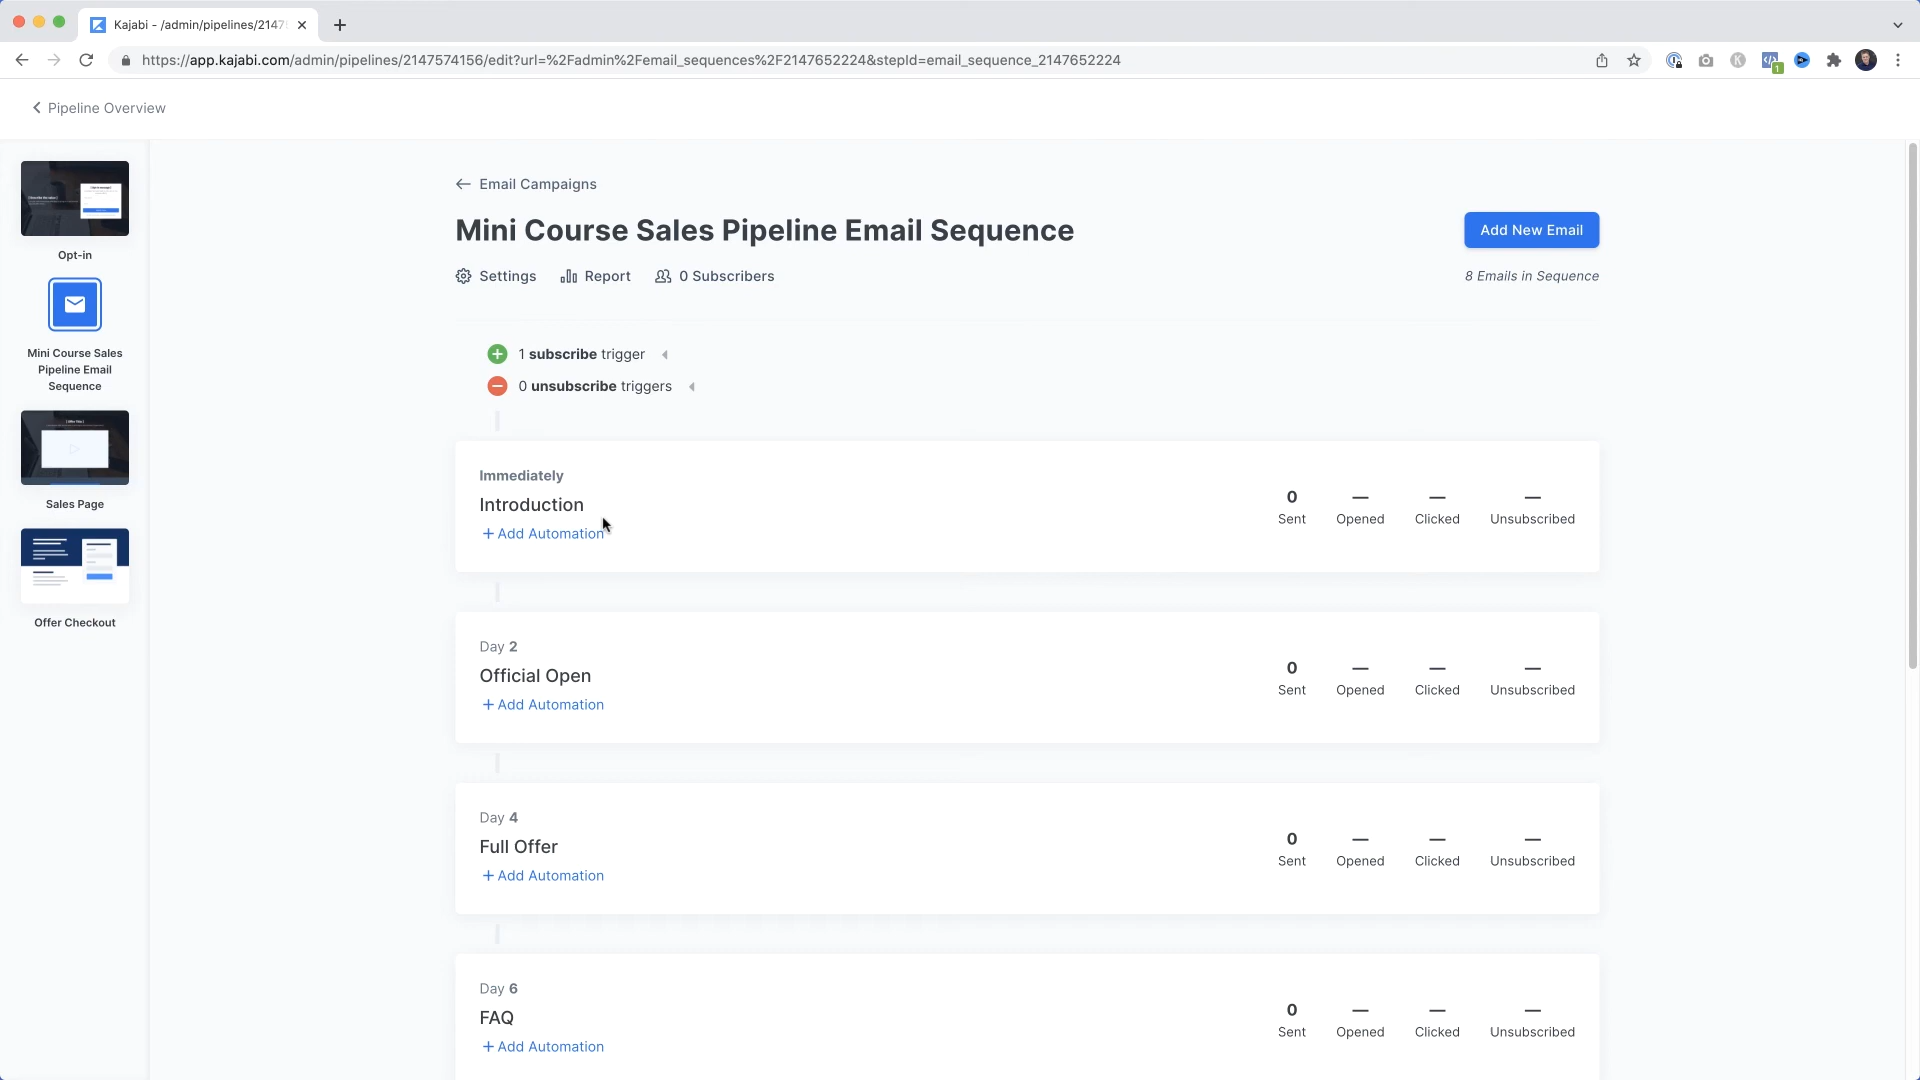 Kajabi - /admin/pipelines/2147
https://app.kajabi.com/admin/pipelines/2147574156/edit?url=%2Fadmin%2Femail_sequences%2F2147652224&stepId=email_sequence_2147652224
1
Pipeline Overview
Opt-in
Mini Course Sales
Pipeline Email
Sequence
Sales Page
Offer Checkout
Email Campaigns
Mini Course Sales Pipeline Email Sequence
Add New Email
Settings
Report
0 Subscribers
8 Emails in Sequence
1 subscribe trigger
0 unsubscribe triggers
Immediately
Introduction
+ Add Automation
0 — — —
Sent Opened Clicked Unsubscribed
Day 2
Official Open
+ Add Automation
0 — — —
Sent Opened Clicked Unsubscribed
Day 4
Full Offer
+ Add Automation
0 — — —
Sent Opened Clicked Unsubscribed
Day 6
FAQ
+ Add Automation
0 — — —
Sent Opened Clicked Unsubscribed